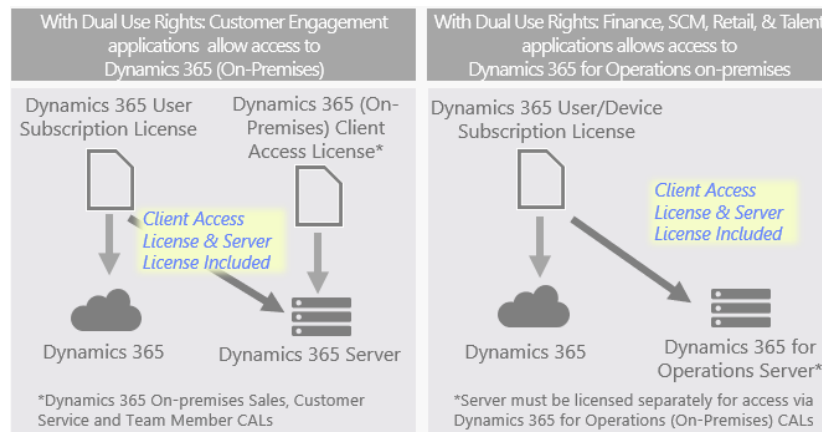 With Dual Use Rights: Customer Engagement
applications allow access to
Dynamics 365 (On-Premises)
Dynamics 365 User
Subscription License
Dynamics 365 (On-
Premises) Client
Access License*
Client Access
License & Server
License Included
Dynamics 365
Dynamics 365 Server
*Dynamics 365 On-premises Sales, Customer
Service and Team Member CALs
With Dual Use Rights: Finance, SCM, Retail, & Talent
applications allows access to
Dynamics 365 for Operations on-premises
Dynamics 365 User/Device
Subscription License
Client Access
License & Server
License Included
Dynamics 365
Dynamics 365 for
Operations Server*
*Server must be licensed separately for access via
Dynamics 365 for Operations (On-Premises) CALs